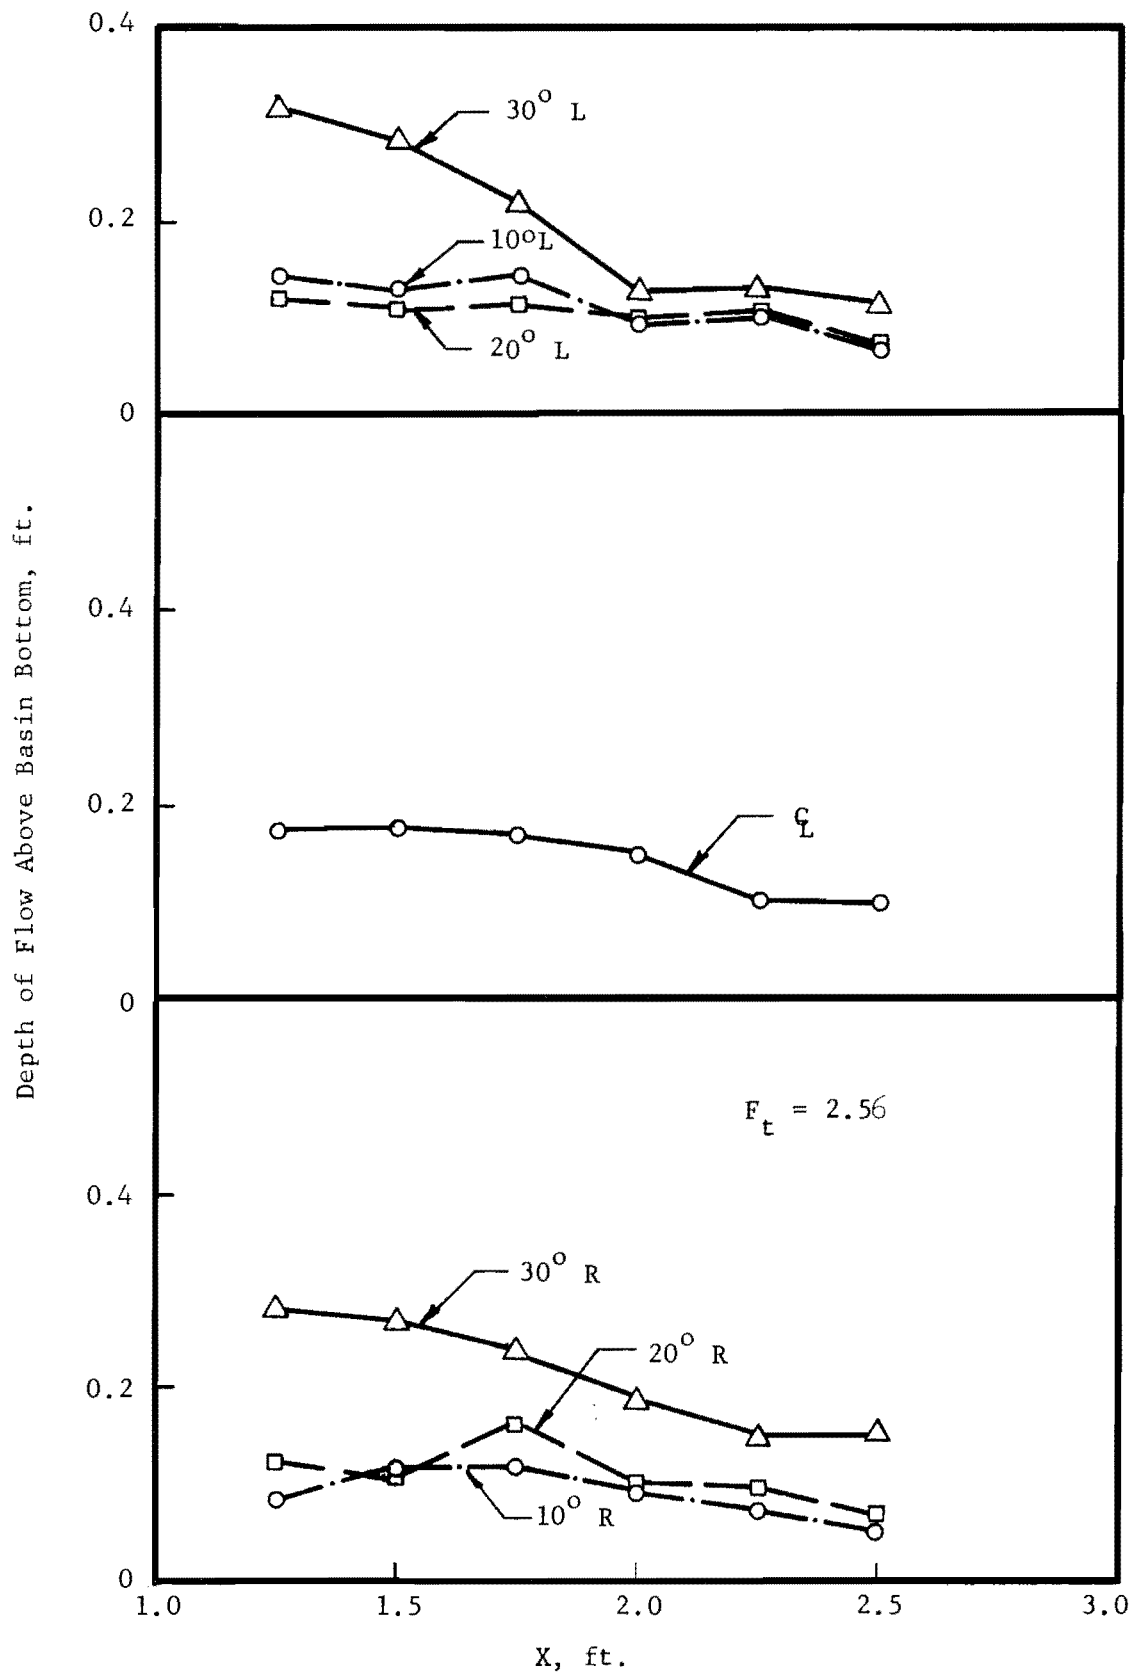 0.4
30° L
0.2
10°L
20° L
0
Depth of Flow Above Basin Bottom, ft.
0.4
0.2
℄
0
F_t = 2.56
0.4
30° R
20° R
0.2
10° R
0
1.0 1.5 2.0 2.5 3.0
X, ft.